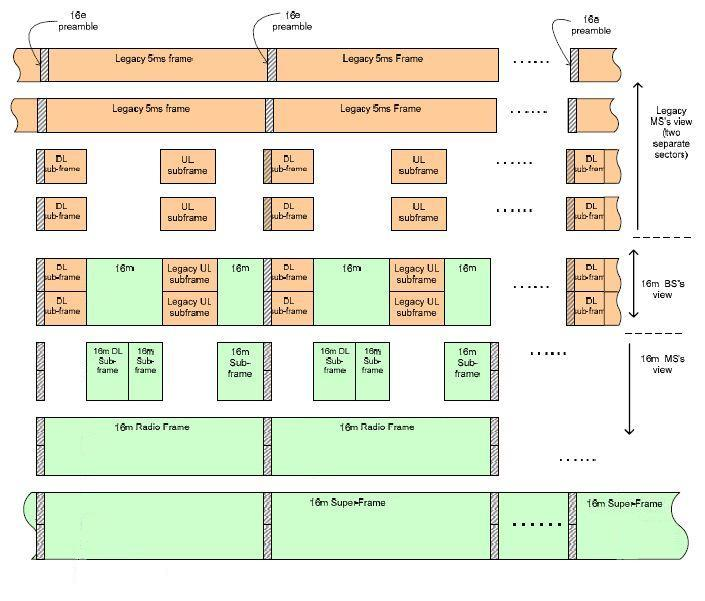 16e
preamble
16e
preamble
16e
preamble
Legacy 5ms frame
Legacy 5ms Frame
......
Legacy 5ms frame
Legacy 5ms Frame
......
Legacy
MS's view
(two
separate
sectors)
DL
sub-frame
UL
subframe
DL
sub-frame
UL
subframe
......
DL
sub-fram
DL
sub-frame
UL
subframe
DL
sub-frame
UL
subframe
......
DL
sub-fram
DL
sub-frame
16m
Legacy UL
subframe
16m
DL
sub-frame
16m
Legacy UL
subframe
16m
DL
sub-fram
DL
sub-frame
Legacy UL
subframe
DL
sub-frame
Legacy UL
subframe
......
DL
sub-fram
16m BS's
view
16m DL
Sub-
frame
16m
Sub-
frame
16m
Sub-
frame
16m DL
Sub-
frame
16m
Sub-
frame
16m
Sub-
frame
......
16m MS's
view
16m Radio Frame
16m Radio Frame
......
16m Super-Frame
......
16m Super-Frame